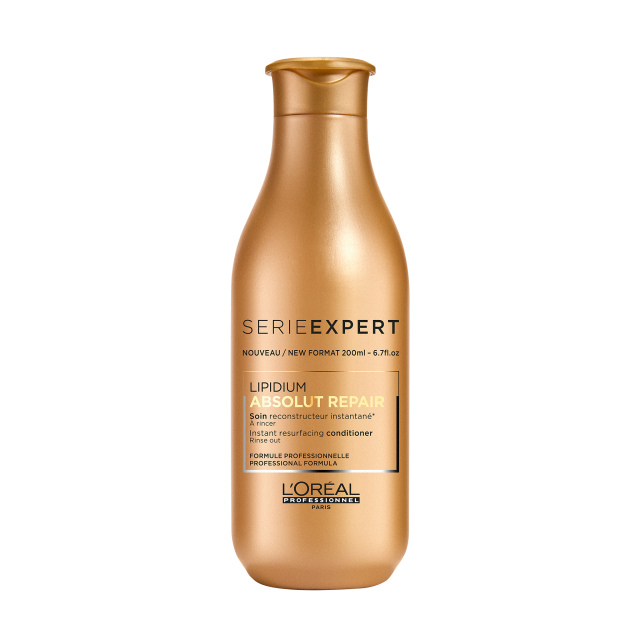 SERIEEXPERT
NOUVEAU / NEW FORMAT 200ml - 6.7fl.oz
LIPIDIUM
ABSOLUT REPAIR
Soin reconstructeur instantané*
À rincer
Instant resurfacing conditioner
Rinse out
FORMULE PROFESSIONNELLE
PROFESSIONAL FORMULA
L'ORÉAL
PROFESSIONNEL
PARIS